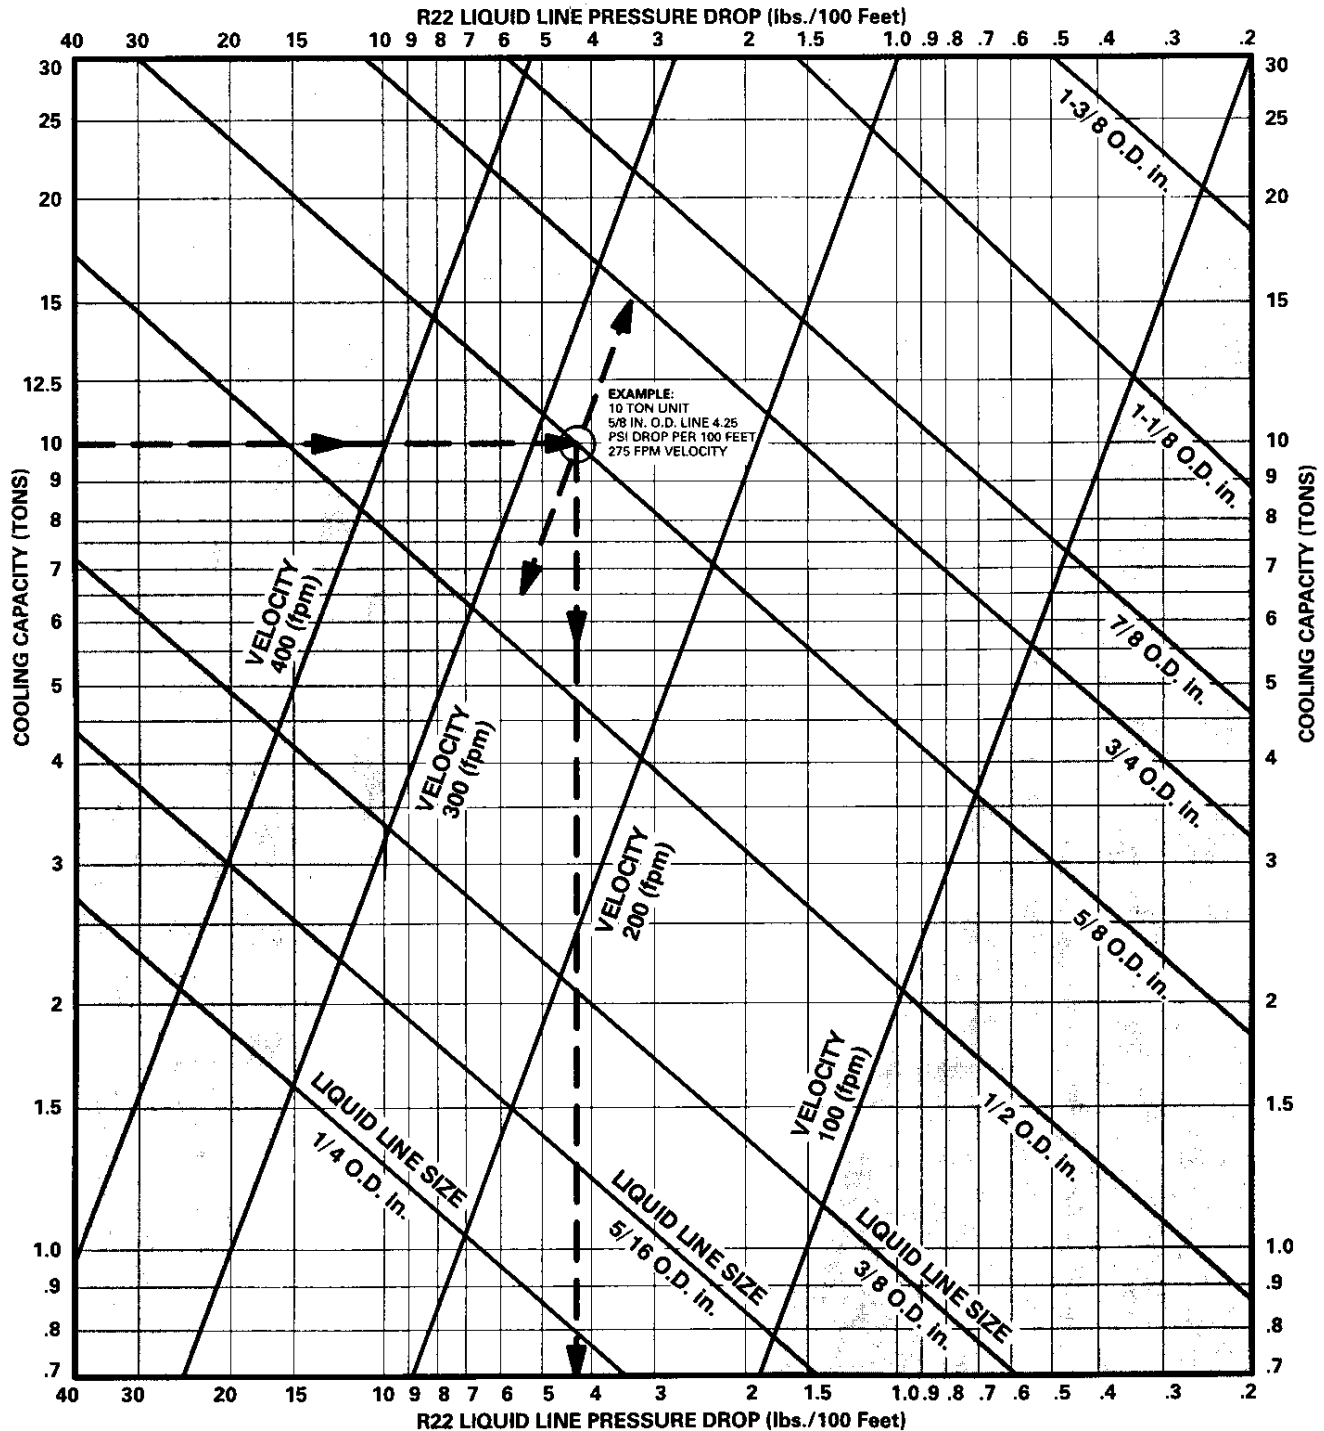 R22 LIQUID LINE PRESSURE DROP (lbs./100 Feet)
40 30 20 15 10 9 8 7 6 5 4 3 2 1.5 1.0 .9 .8 .7 .6 .5 .4 .3 .2
30 30
25 25
20 20
15 15
12.5
10 10
9 9
8 8
7 7
6 6
5 5
4 4
3 3
2 2
1.5 1.5
1.0 1.0
.9 .9
.8 .8
.7 .7
COOLING CAPACITY (TONS)
COOLING CAPACITY (TONS)
1-3/8 O.D. in.
EXAMPLE:
10 TON UNIT
5/8 IN. O.D. LINE 4.25
PSI DROP PER 100 FEET
275 FPM VELOCITY
1-1/8 O.D. in.
7/8 O.D. in.
3/4 O.D. in.
5/8 O.D. in.
1/2 O.D. in.
VELOCITY
400 (fpm)
VELOCITY
300 (fpm)
VELOCITY
200 (fpm)
VELOCITY
100 (fpm)
LIQUID LINE SIZE
1/4 O.D. in.
LIQUID LINE SIZE
5/16 O.D. in.
LIQUID LINE SIZE
3/8 O.D. in.
40 30 20 15 10 9 8 7 6 5 4 3 2 1.5 1.0 .9 .8 .7 .6 .5 .4 .3 .2
R22 LIQUID LINE PRESSURE DROP (lbs./100 Feet)